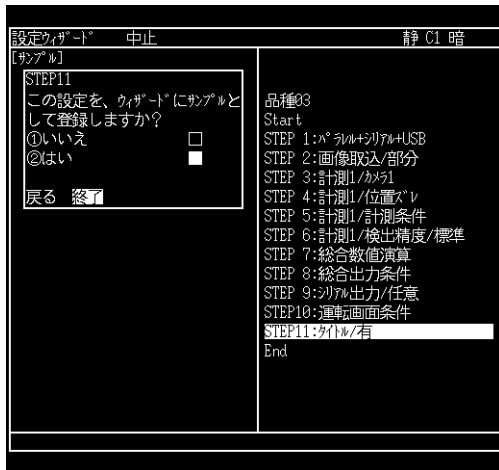 設定ｳｨｻﾞｰﾄﾞ 中止 静 C1 暗
[ｻﾝﾌﾟﾙ]
STEP11
この設定を、ｳｨｻﾞｰﾄﾞにｻﾝﾌﾟﾙと
して登録しますか?
①いいえ □
②はい ■
戻る 終了
品種03
Start
STEP 1:ﾊﾟﾗﾚﾙ+ｼﾘｱﾙ+USB
STEP 2:画像取込/部分
STEP 3:計測1/ｶﾒﾗ1
STEP 4:計測1/位置ｽﾞﾚ
STEP 5:計測1/計測条件
STEP 6:計測1/検出精度/標準
STEP 7:総合数値演算
STEP 8:総合出力条件
STEP 9:ｼﾘｱﾙ出力/任意
STEP10:運転画面条件
STEP11:ﾀｲﾄﾙ/有
End